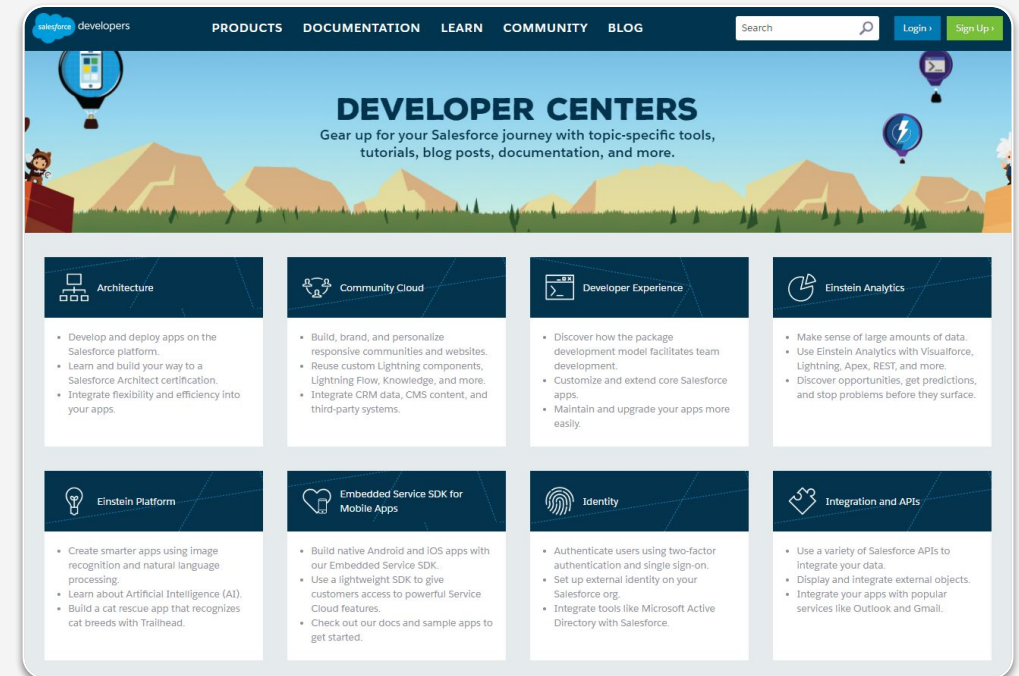 salesforce developers
PRODUCTS DOCUMENTATION LEARN COMMUNITY BLOG
Search
Login ›
Sign Up ›
DEVELOPER CENTERS
Gear up for your Salesforce journey with topic-specific tools,
tutorials, blog posts, documentation, and more.
Architecture
• Develop and deploy apps on the
Salesforce platform.
• Learn and build your way to a
Salesforce Architect certification.
• Integrate flexibility and efficiency into
your apps.
Community Cloud
• Build, brand, and personalize
responsive communities and websites.
• Reuse custom Lightning components,
Lightning Flow, Knowledge, and more.
• Integrate CRM data, CMS content, and
third-party systems.
Developer Experience
• Discover how the package
development model facilitates team
development.
• Customize and extend core Salesforce
apps.
• Maintain and upgrade your apps more
easily.
Einstein Analytics
• Make sense of large amounts of data.
• Use Einstein Analytics with Visualforce,
Lightning, Apex, REST, and more.
• Discover opportunities, get predictions,
and stop problems before they surface.
Einstein Platform
• Create smarter apps using image
recognition and natural language
processing.
• Learn about Artificial Intelligence (AI).
• Build a cat rescue app that recognizes
cat breeds with Trailhead.
Embedded Service SDK for
Mobile Apps
• Build native Android and iOS apps with
our Embedded Service SDK.
• Use a lightweight SDK to give
customers access to powerful Service
Cloud features.
• Check out our docs and sample apps to
get started.
Identity
• Authenticate users using two-factor
authentication and single sign-on.
• Set up external identity on your
Salesforce org.
• Integrate tools like Microsoft Active
Directory with Salesforce.
Integration and APIs
• Use a variety of Salesforce APIs to
integrate your data.
• Display and integrate external objects.
• Integrate your apps with popular
services like Outlook and Gmail.